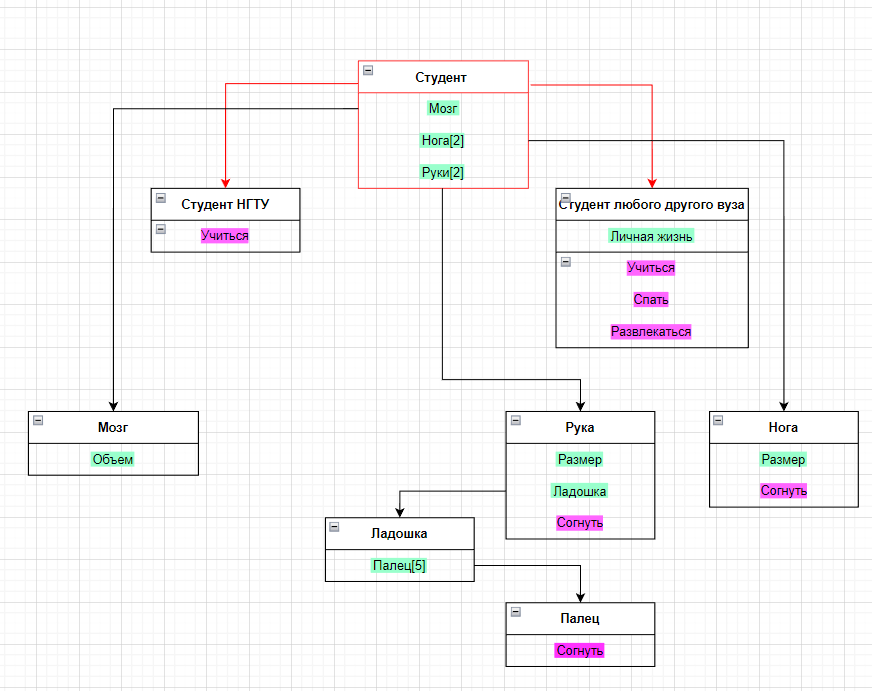 Студент
Мозг
Нога[2]
Руки[2]
Студент НГТУ
Учиться
Студент любого другого вуза
Личная жизнь
Учиться
Спать
Развлекаться
Мозг
Объем
Рука
Размер
Ладошка
Согнуть
Нога
Размер
Согнуть
Ладошка
Палец[5]
Палец
Согнуть